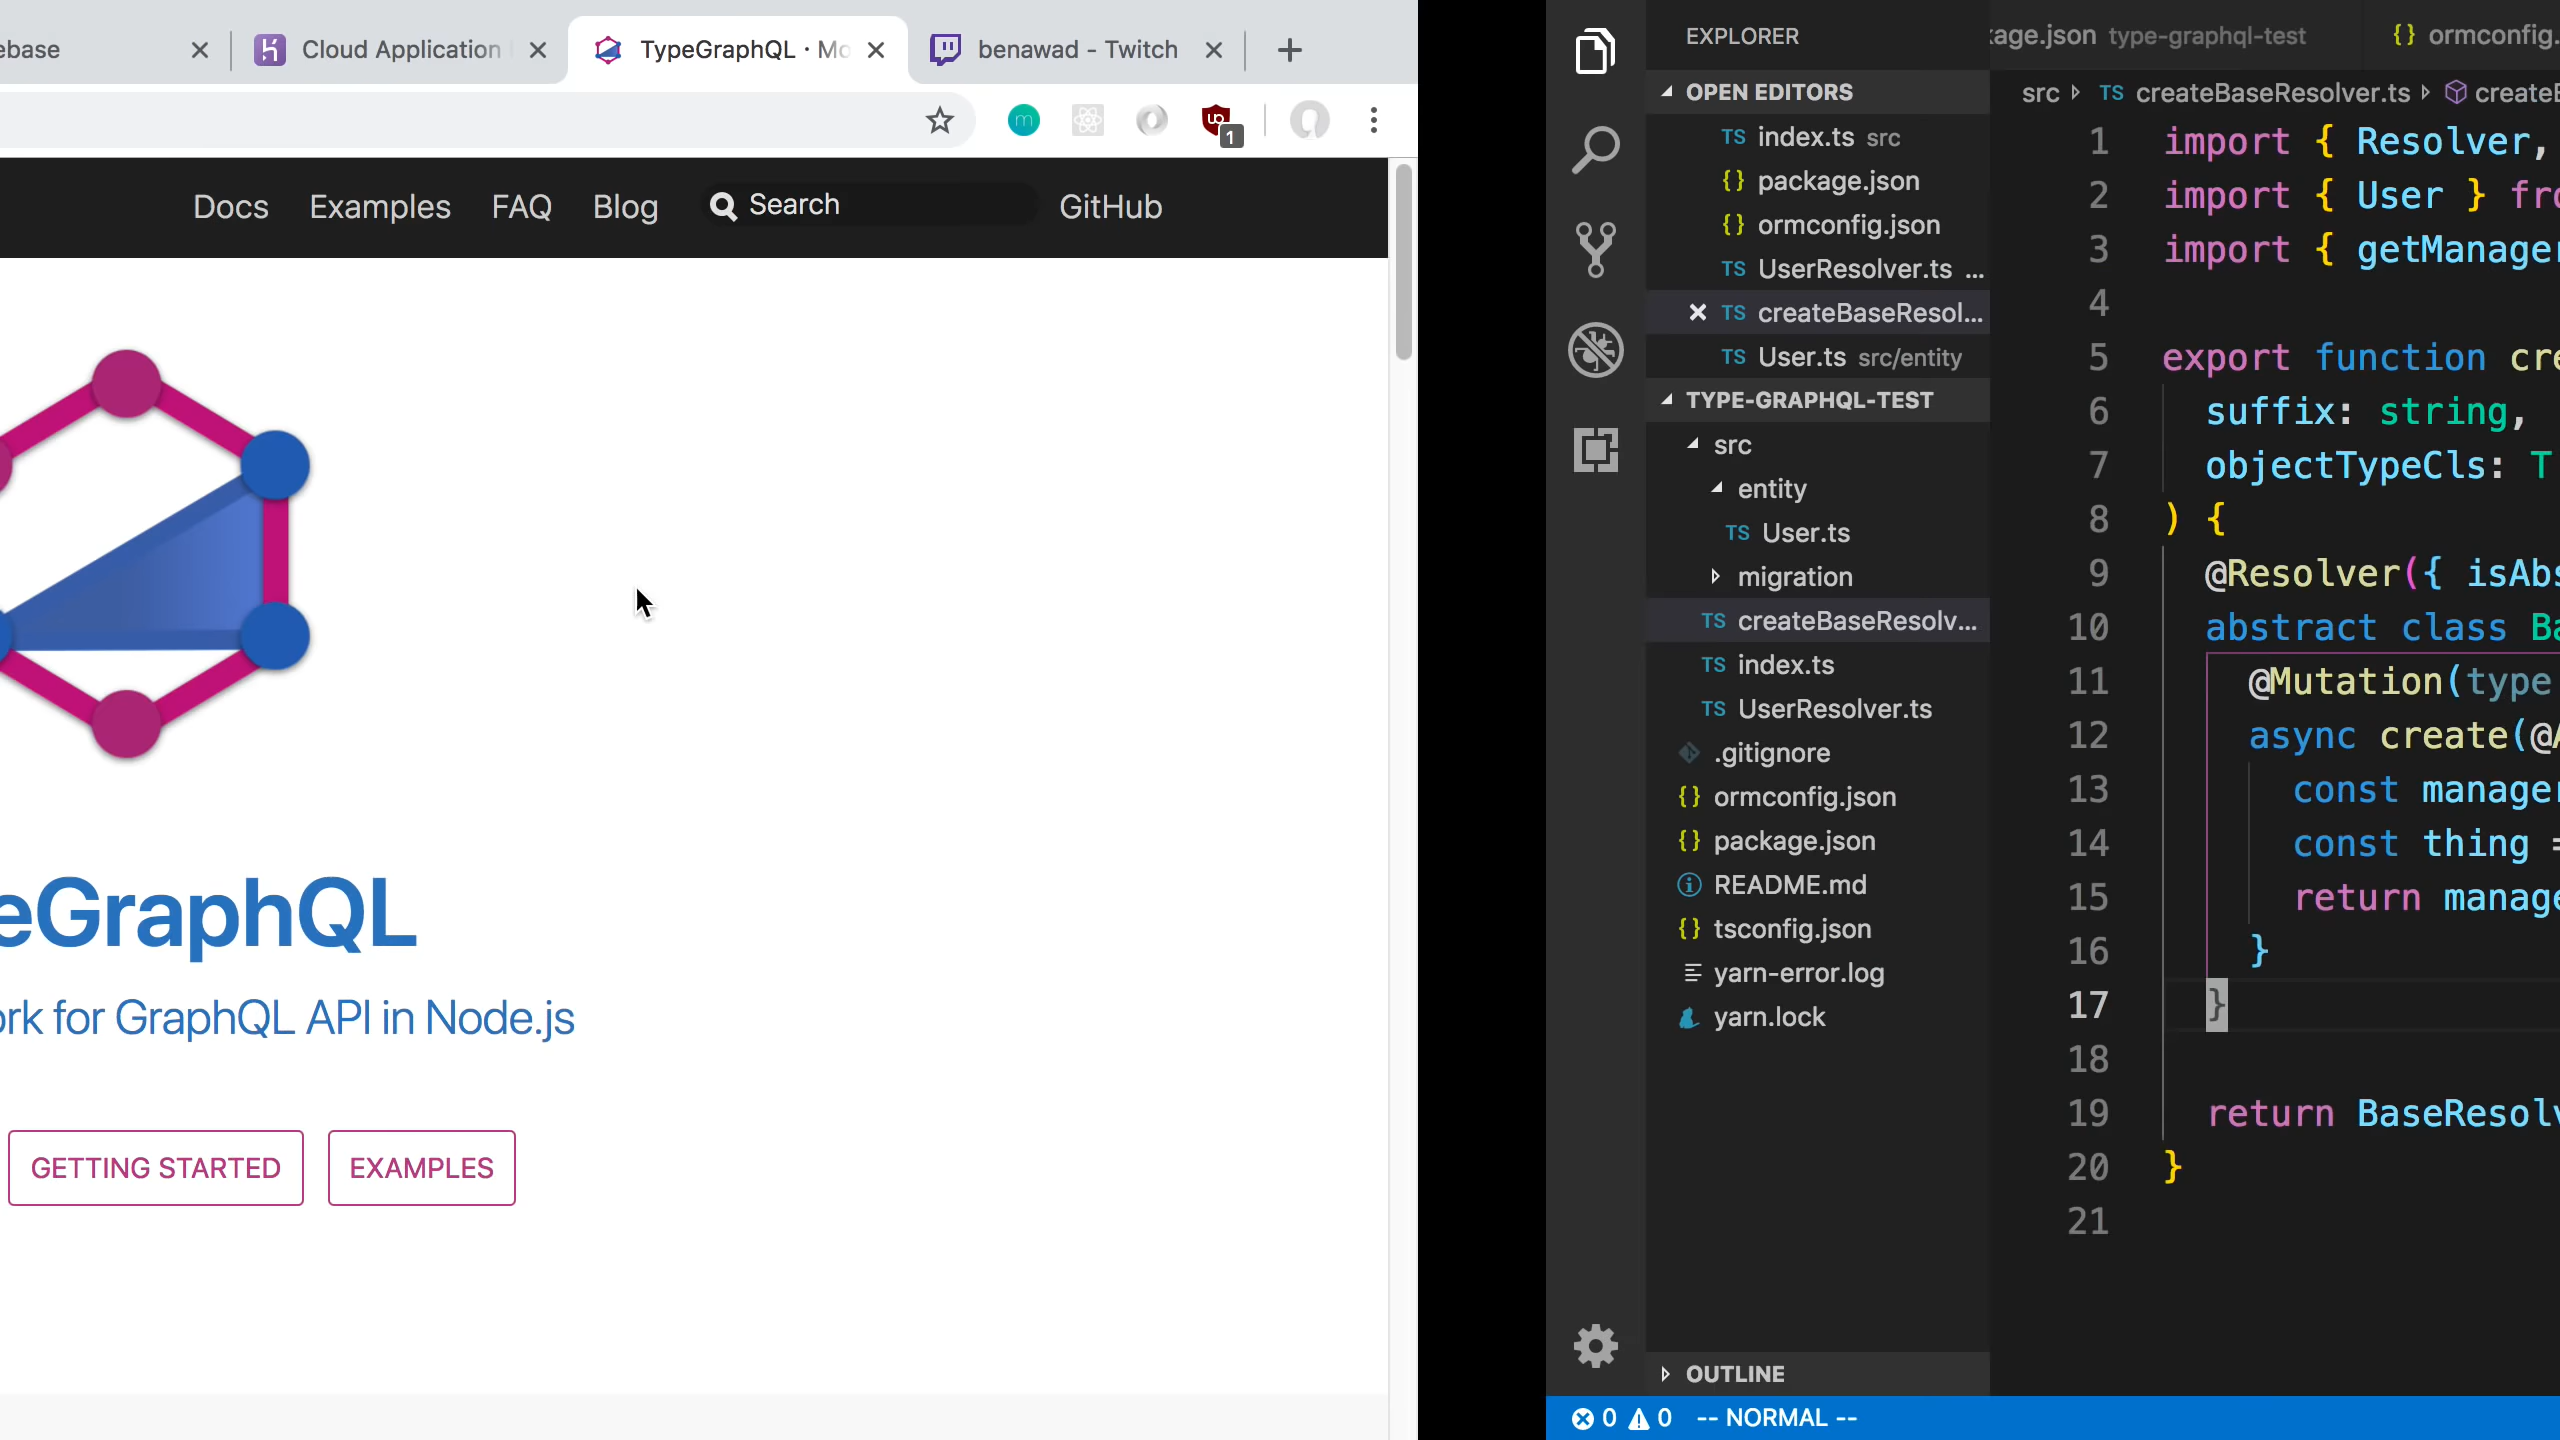 ebase
Cloud Application
TypeGraphQL · Mo
benawad - Twitch
1
Docs
Examples
FAQ
Blog
Search
GitHub
eGraphQL
ork for GraphQL API in Node.js
GETTING STARTED
EXAMPLES
EXPLORER
OPEN EDITORS
TS index.ts src
{} package.json
{} ormconfig.json
TS UserResolver.ts ...
TS createBaseResol...
TS User.ts src/entity
TYPE-GRAPHQL-TEST
src
entity
TS User.ts
migration
TS createBaseResolv...
TS index.ts
TS UserResolver.ts
.gitignore
{} ormconfig.json
{} package.json
README.md
{} tsconfig.json
yarn-error.log
yarn.lock
OUTLINE
0 0 -- NORMAL --
age.json type-graphql-test {} ormconfig.
src TS createBaseResolver.ts createB
1 import { Resolver,
2 import { User } fro
3 import { getManager
4
5 export function cre
6 suffix: string,
7 objectTypeCls: T
8 ) {
9 @Resolver({ isAbs
10 abstract class Ba
11 @Mutation(type
12 async create(@A
13 const manager
14 const thing =
15 return manage
16 }
17 }
18
19 return BaseResolv
20 }
21